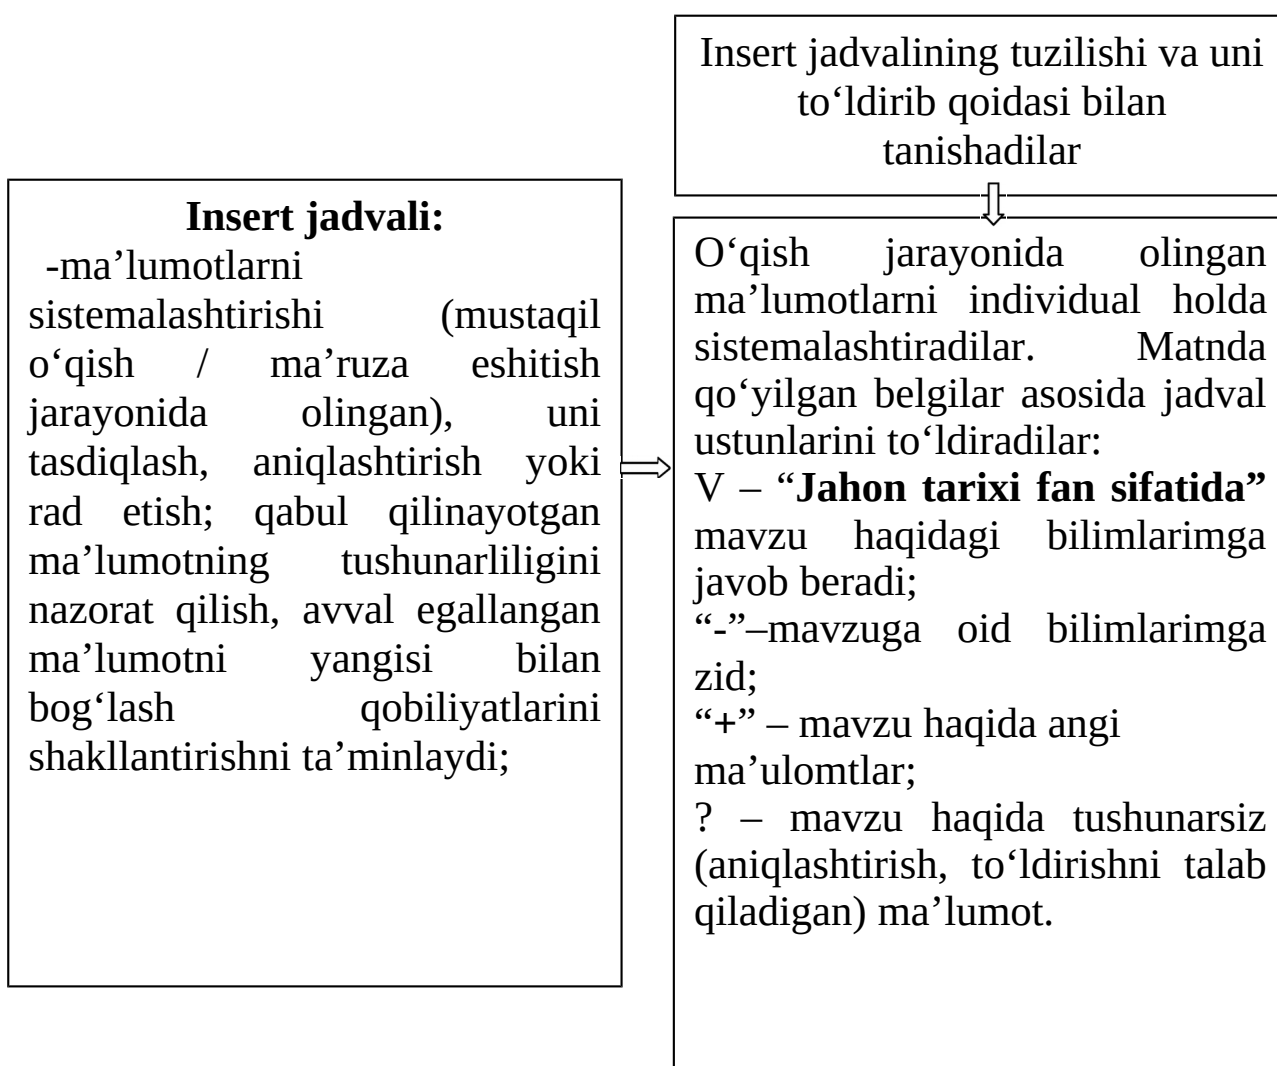 Insert jadvalining tuzilishi va uni
to‘ldirib qoidasi bilan
tanishadilar
Insert jadvali:
-ma’lumotlarni
sistemalashtirishi (mustaqil
o‘qish / ma’ruza eshitish
jarayonida olingan), uni
tasdiqlash, aniqlashtirish yoki
rad etish; qabul qilinayotgan
ma’lumotning tushunarliligini
nazorat qilish, avval egallangan
ma’lumotni yangisi bilan
bog‘lash qobiliyatlarini
shakllantirishni ta’minlaydi;
O‘qish jarayonida olingan
ma’lumotlarni individual holda
sistemalashtiradilar. Matnda
qo‘yilgan belgilar asosida jadval
ustunlarini to‘ldiradilar:
V – “Jahon tarixi fan sifatida”
mavzu haqidagi bilimlarimga
javob beradi;
“-”–mavzuga oid bilimlarimga
zid;
“+” – mavzu haqida angi
ma’ulomtlar;
? – mavzu haqida tushunarsiz
(aniqlashtirish, to‘ldirishni talab
qiladigan) ma’lumot.